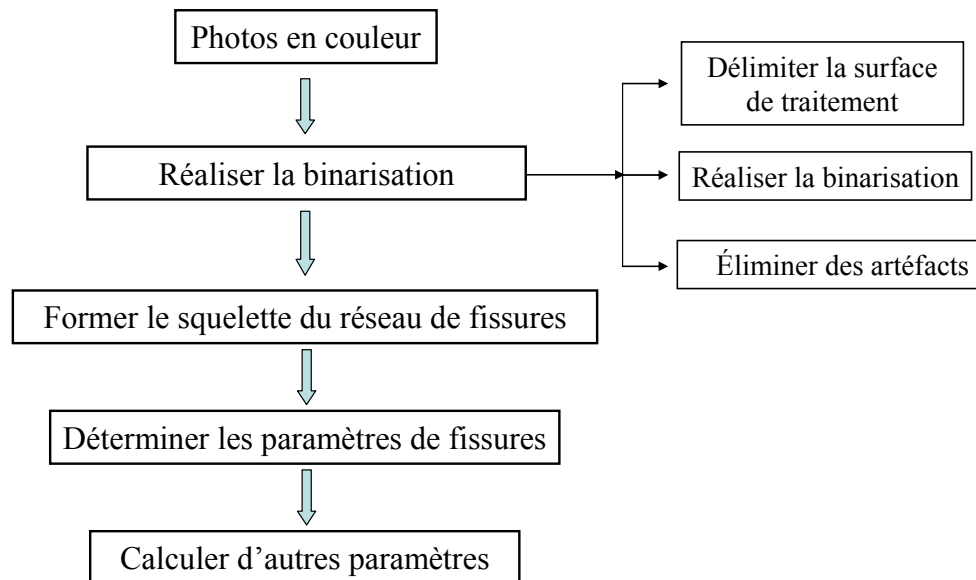 Photos en couleur
Délimiter la surface
de traitement
Réaliser la binarisation
Réaliser la binarisation
Éliminer des artéfacts
Former le squelette du réseau de fissures
Déterminer les paramètres de fissures
Calculer d’autres paramètres